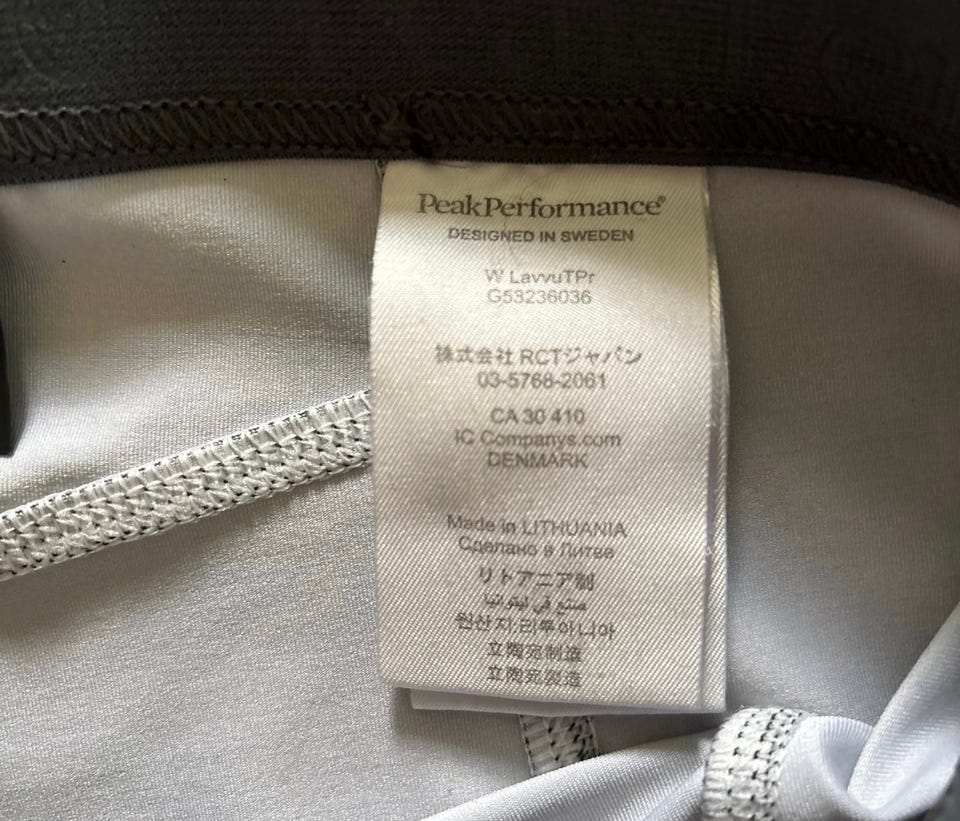 PeakPerformance®
DESIGNED IN SWEDEN
W LavvuTPr
G53236036
株式会社 RCTジャパン
03-5768-2061
CA 30 410
IC Companys.com
DENMARK
Made in LITHUANIA
Сделано в Литве
リトアニア製
صنع في ليتوانيا
원산지:리투아니아
立陶宛制造
立陶宛製造